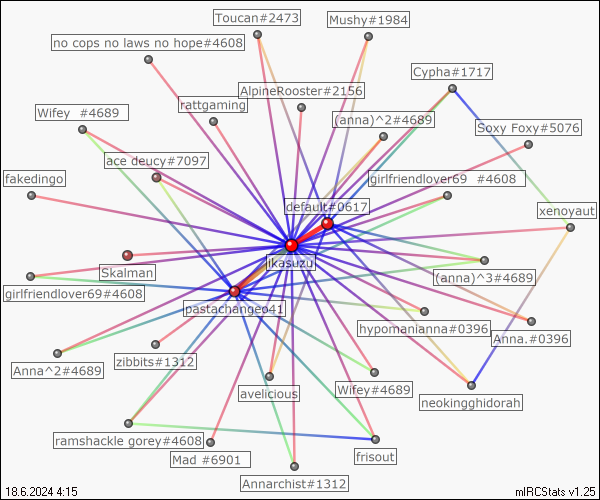 Toucan#2473
Mushy#1984
no cops no laws no hope#4608
Cypha#1717
AlpineRooster#2156
rattgaming
Wifey #4689
(anna)^2#4689
Soxy Foxy#5076
ace deucy#7097
fakedingo
girlfriendlover69 #4608
default#0617
xenoyaut
jkasuzu
Skalman
(anna)^3#4689
girlfriendlover69#4608
pastachangeo41
hypomanianna#0396
Anna.#0396
zibbits#1312
Anna^2#4689
Wifey#4689
avelicious
neokingghidorah
ramshackle gorey#4608
frisout
Mad #6901
Annarchist#1312
18.6.2024 4:15
mIRCStats v1.25